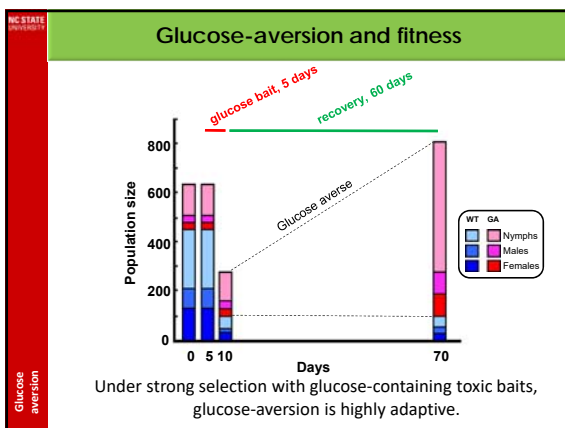 NC STATE
UNIVERSITY
Glucose-aversion and fitness
glucose bait, 5 days
recovery, 60 days
Population size
800
600
400
200
0
Glucose averse
WT GA
Nymphs
Males
Females
0 5 10 70
Days
Glucose
aversion
Under strong selection with glucose-containing toxic baits,
glucose-aversion is highly adaptive.